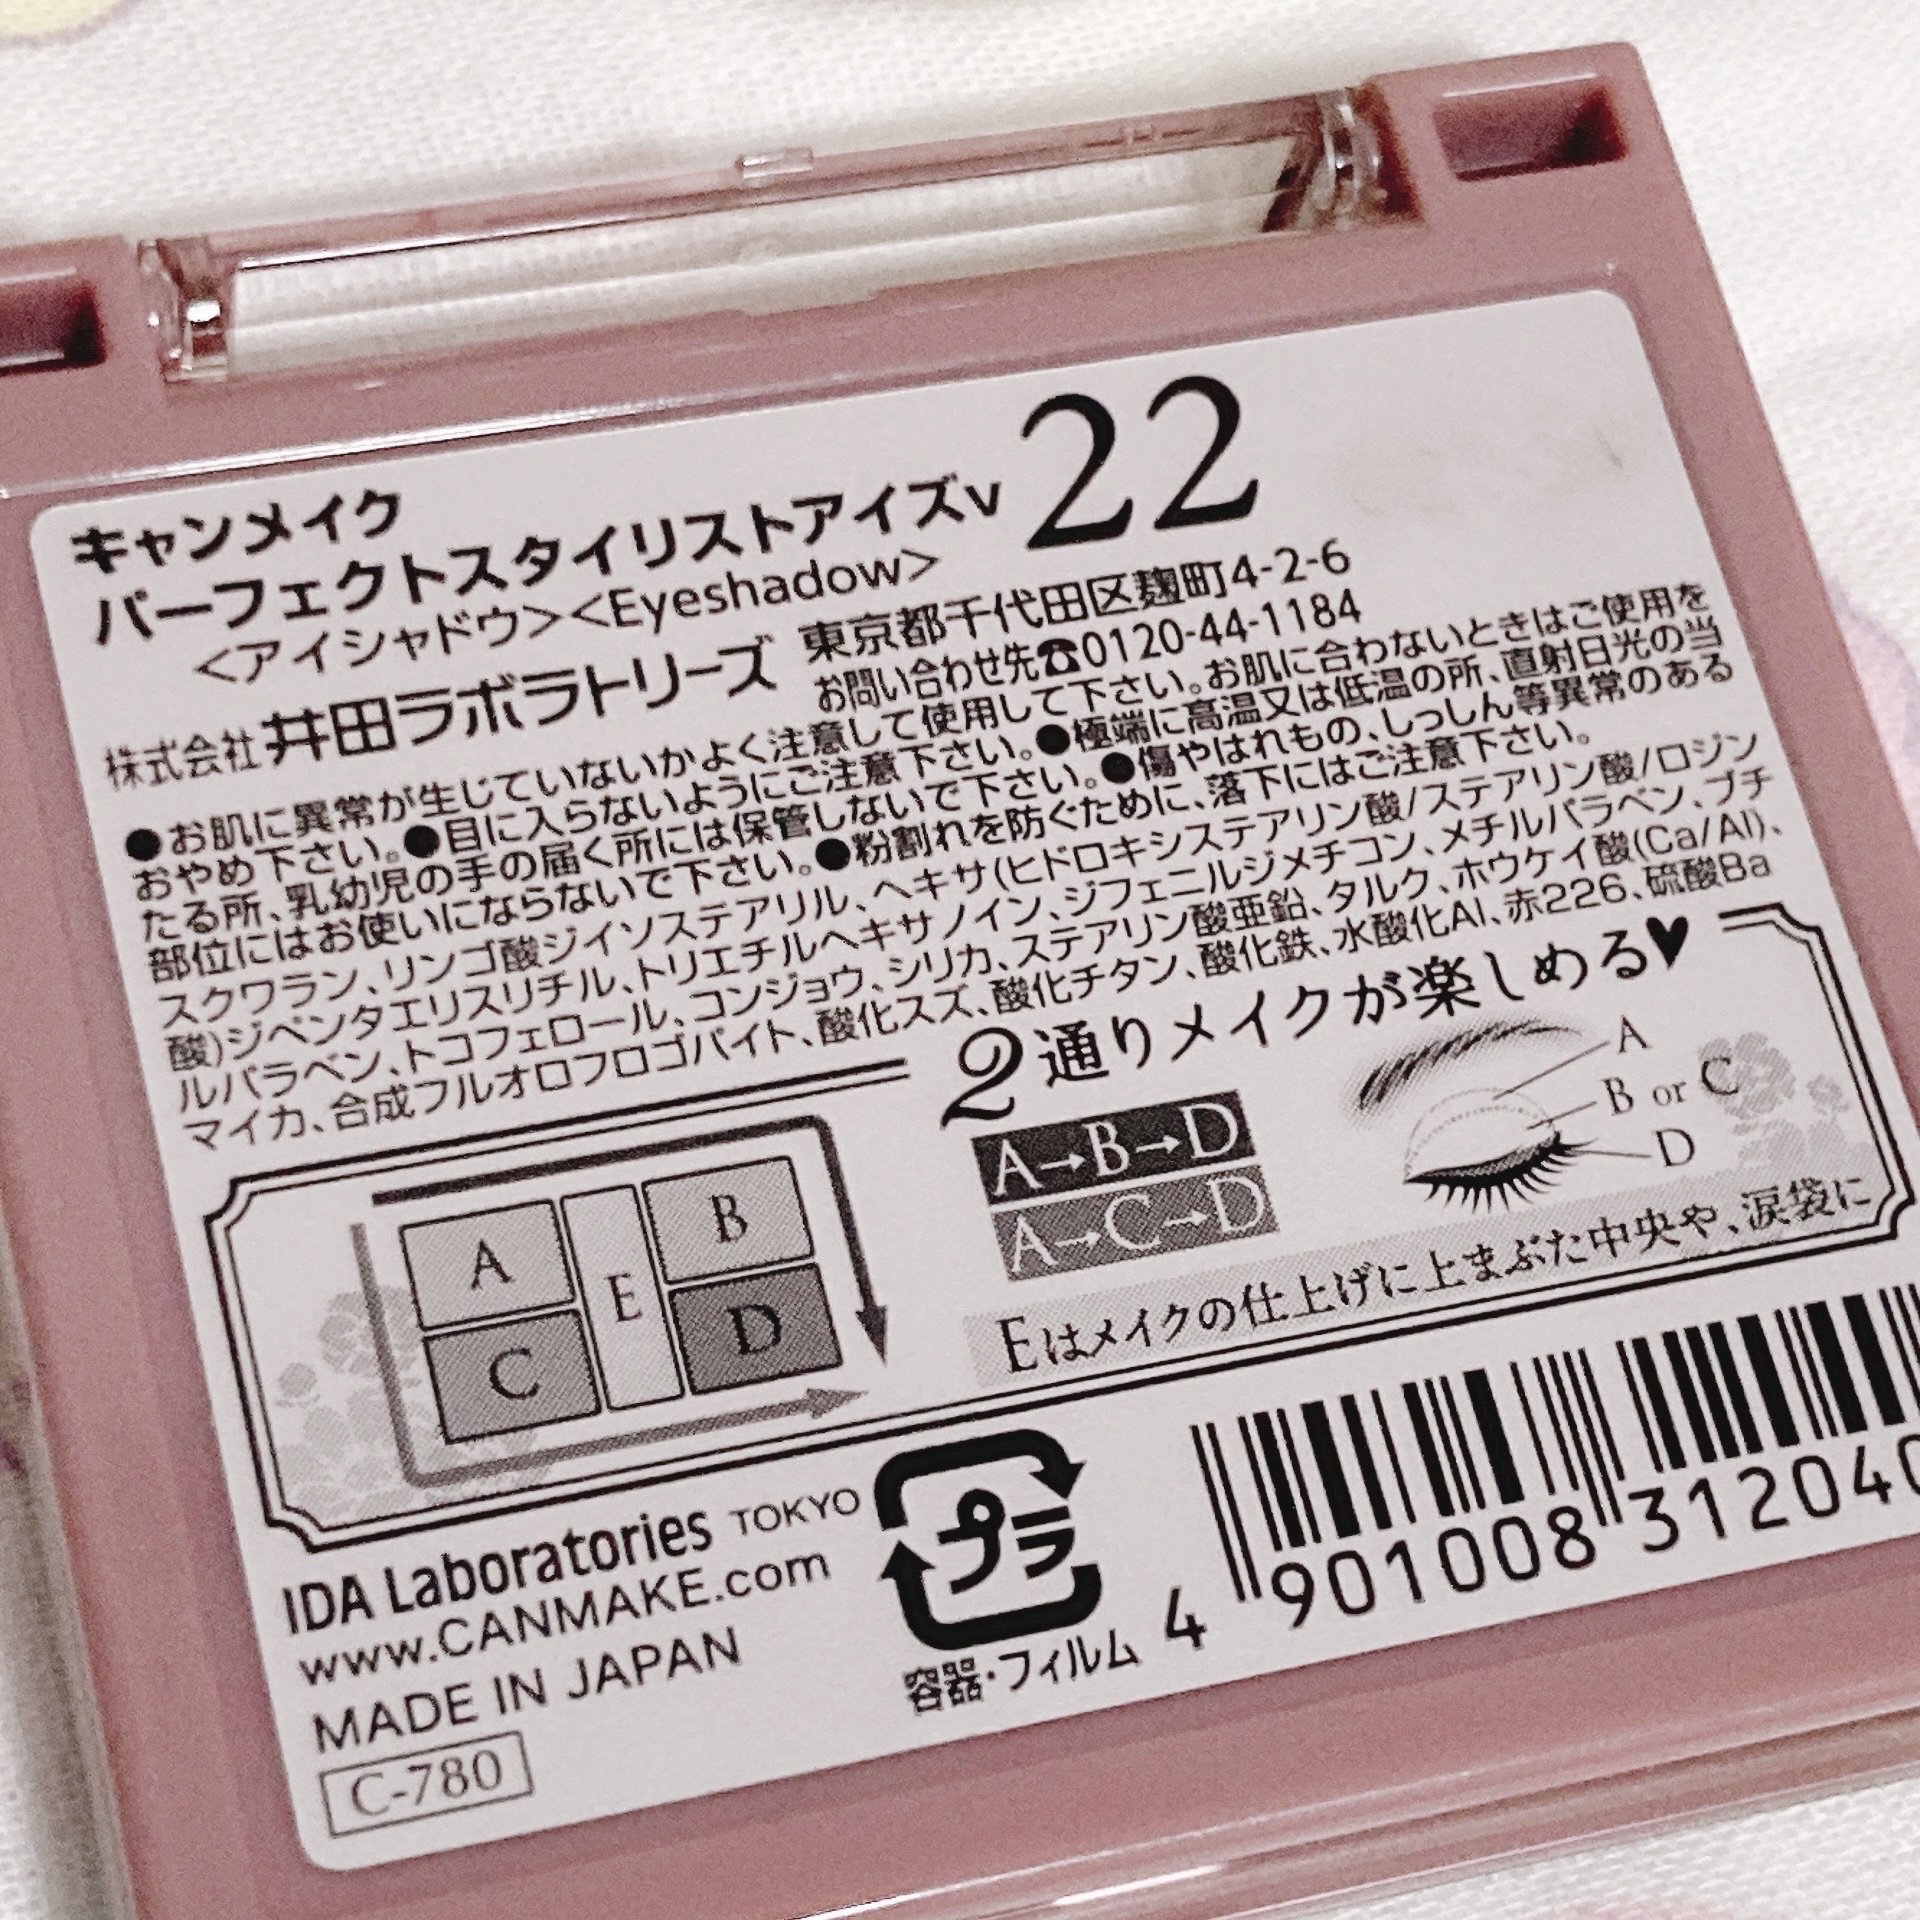 キャンメイク
パーフェクトスタイリストアイズv 22
<アイシャドウ><Eyeshadow>
株式会社井田ラボラトリーズ 東京都千代田区麹町4-2-6
お問い合わせ先☎0120-44-1184
●お肌に異常が生じていないかよく注意して使用して下さい。お肌に合わないときはご使用を
おやめ下さい。●目に入らないようにご注意下さい。●極端に高温又は低温の所、直射日光の当
たる所、乳幼児の手の届く所には保管しないで下さい。●傷やはれもの、しっしん等異常のある
部位にはお使いにならないで下さい。●粉割れを防ぐために、落下にはご注意下さい。
スクワラン、リンゴ酸ジイソステアリル、ヘキサ(ヒドロキシステアリン酸/ステアリン酸/ロジン
酸)ジペンタエリスリチル、トリエチルヘキサノイン、ジフェニルジメチコン、メチルパラベン、ブチ
ルパラベン、トコフェロール、コンジョウ、シリカ、ステアリン酸亜鉛、タルク、ホウケイ酸(Ca/Al)、
マイカ、合成フルオロフロゴパイト、酸化スズ、酸化チタン、酸化鉄、水酸化Al、赤226、硫酸Ba
2通りメイクが楽しめる♥
A
B
C
D
E
A→B→D
A→C→D
A
B or C
D
Eはメイクの仕上げに上まぶた中央や、涙袋に
IDA Laboratories TOKYO
www.CANMAKE.com
MADE IN JAPAN
C-780
プラ
容器・フィルム
4 901008 312040